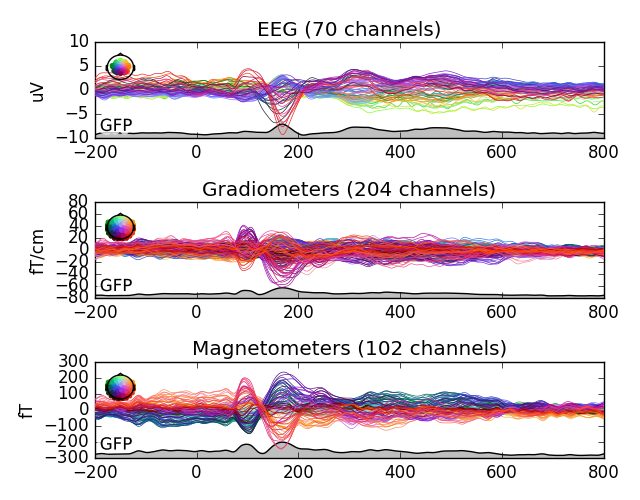 EEG (70 channels)
10
5
0
−5
−10
uV
GFP
−200 0 200 400 600 800
Gradiometers (204 channels)
80
60
40
20
0
−20
−40
−60
−80
fT/cm
GFP
−200 0 200 400 600 800
Magnetometers (102 channels)
300
200
100
0
−100
−200
−300
fT
GFP
−200 0 200 400 600 800